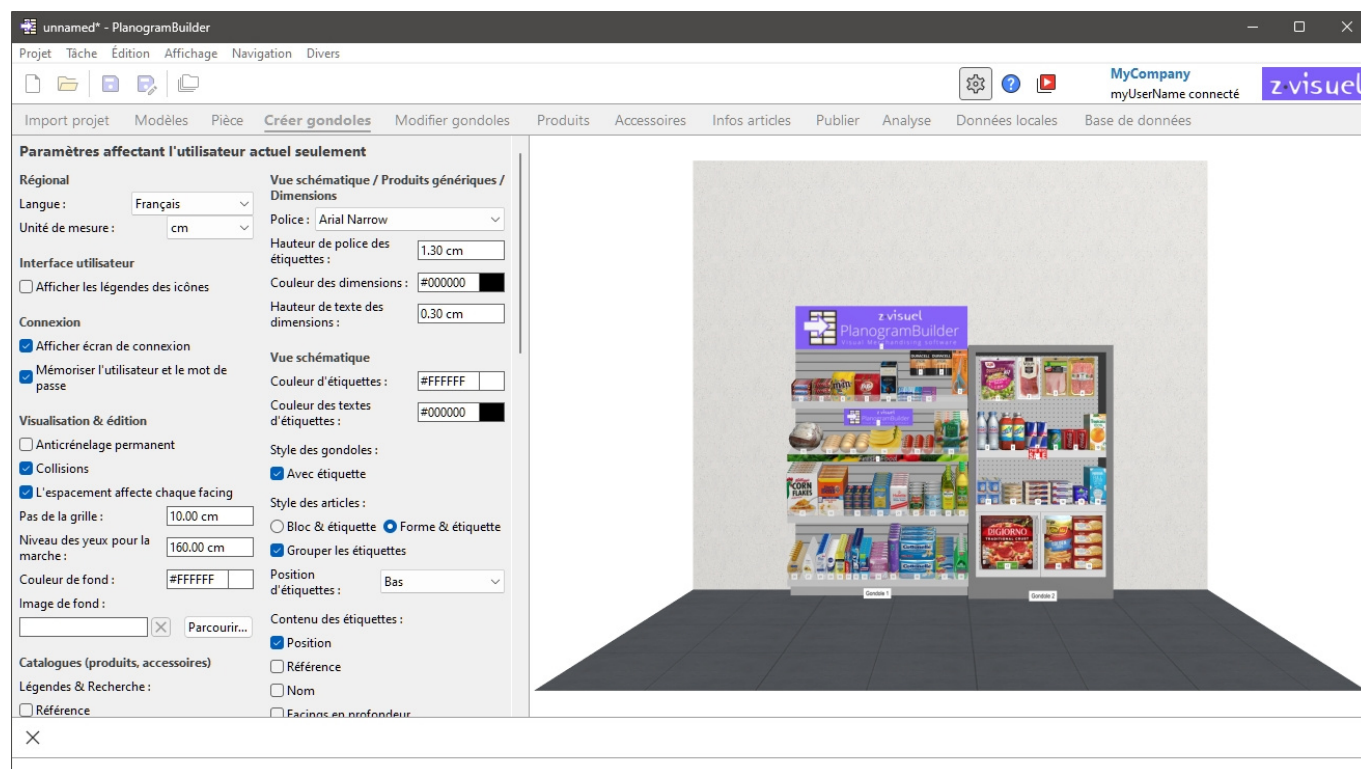 unnamed* - PlanogramBuilder
Projet Tâche Édition Affichage Navigation Divers
MyCompany
myUserName connecté
z·visuel
Import projet Modèles Pièce Créer gondoles Modifier gondoles Produits Accessoires Infos articles Publier Analyse Données locales Base de données
Paramètres affectant l'utilisateur actuel seulement
Régional
Langue : Français
Unité de mesure : cm
Interface utilisateur
Afficher les légendes des icônes
Connexion
Afficher écran de connexion
Mémoriser l'utilisateur et le mot de
passe
Visualisation & édition
Anticrénelage permanent
Collisions
L'espacement affecte chaque facing
Pas de la grille : 10.00 cm
Niveau des yeux pour la
marche : 160.00 cm
Couleur de fond : #FFFFFF
Image de fond :
Parcourir...
Catalogues (produits, accessoires)
Légendes & Recherche :
Référence
Vue schématique / Produits génériques /
Dimensions
Police : Arial Narrow
Hauteur de police des
étiquettes : 1.30 cm
Couleur des dimensions : #000000
Hauteur de texte des
dimensions : 0.30 cm
Vue schématique
Couleur d'étiquettes : #FFFFFF
Couleur des textes
d'étiquettes : #000000
Style des gondoles :
Avec étiquette
Style des articles :
Bloc & étiquette Forme & étiquette
Grouper les étiquettes
Position
d'étiquettes : Bas
Contenu des étiquettes :
Position
Référence
Nom
Facings en profondeur
z visuel
PlanogramBuilder
Visual Merchandising software
DURACELL DURACELL
z visuel
PlanogramBuilder
CORN
FLAKES
SALE
DIGIORNO
Gondole 1
Gondole 2